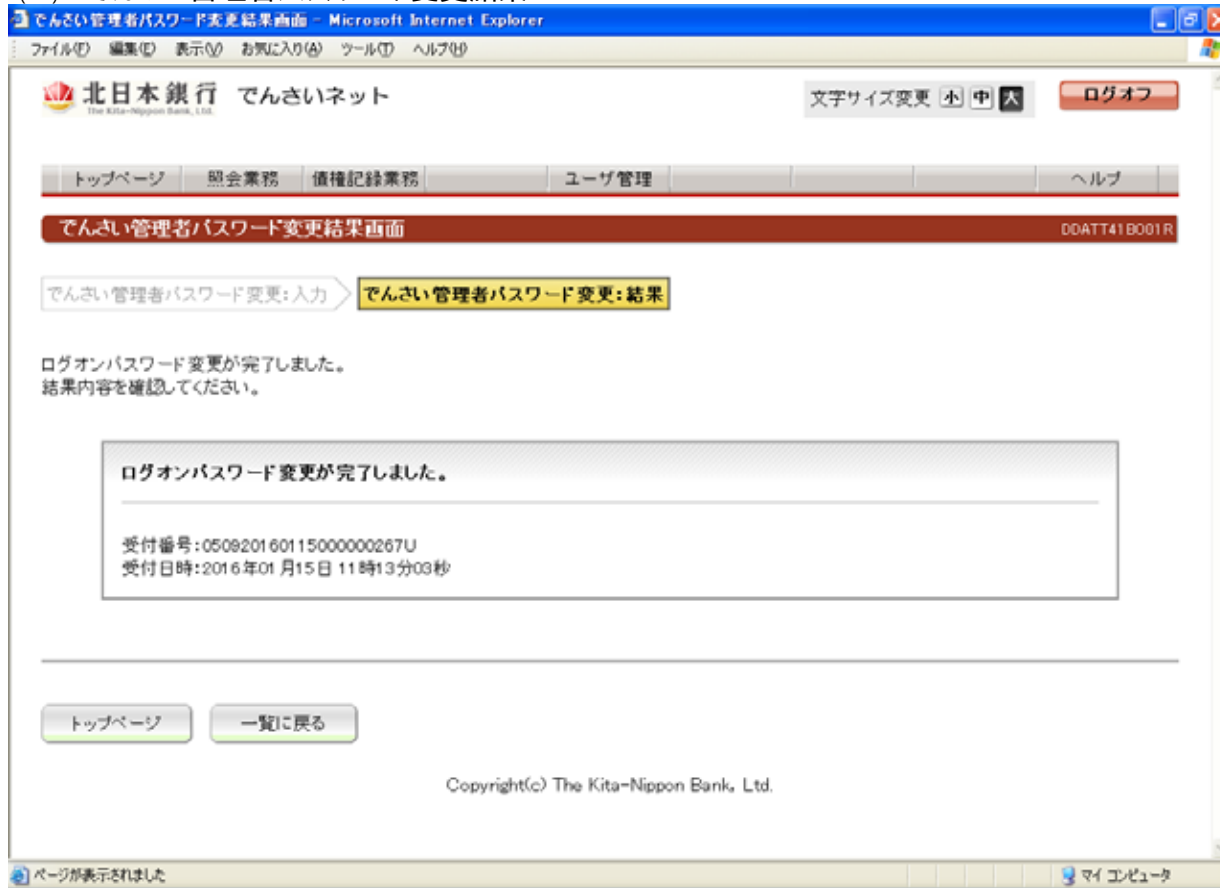 でんさい管理者パスワード変更結果画面 - Microsoft Internet Explorer
ファイル(F) 編集(E) 表示(V) お気に入り(A) ツール(T) ヘルプ(H)
北日本銀行 でんさいネット
The Kita-Nippon Bank, Ltd.
文字サイズ変更 小 中 大
ログオフ
トップページ 照会業務 債権記録業務 ユーザ管理 ヘルプ
でんさい管理者パスワード変更結果画面 DDATT41B001R
でんさい管理者パスワード変更:入力 でんさい管理者パスワード変更:結果
ログオンパスワード変更が完了しました。
結果内容を確認してください。
ログオンパスワード変更が完了しました。
受付番号:050920160115000000267U
受付日時:2016年01月15日 11時13分03秒
トップページ 一覧に戻る
Copyright(c) The Kita-Nippon Bank, Ltd.
ページが表示されました マイ コンピュータ